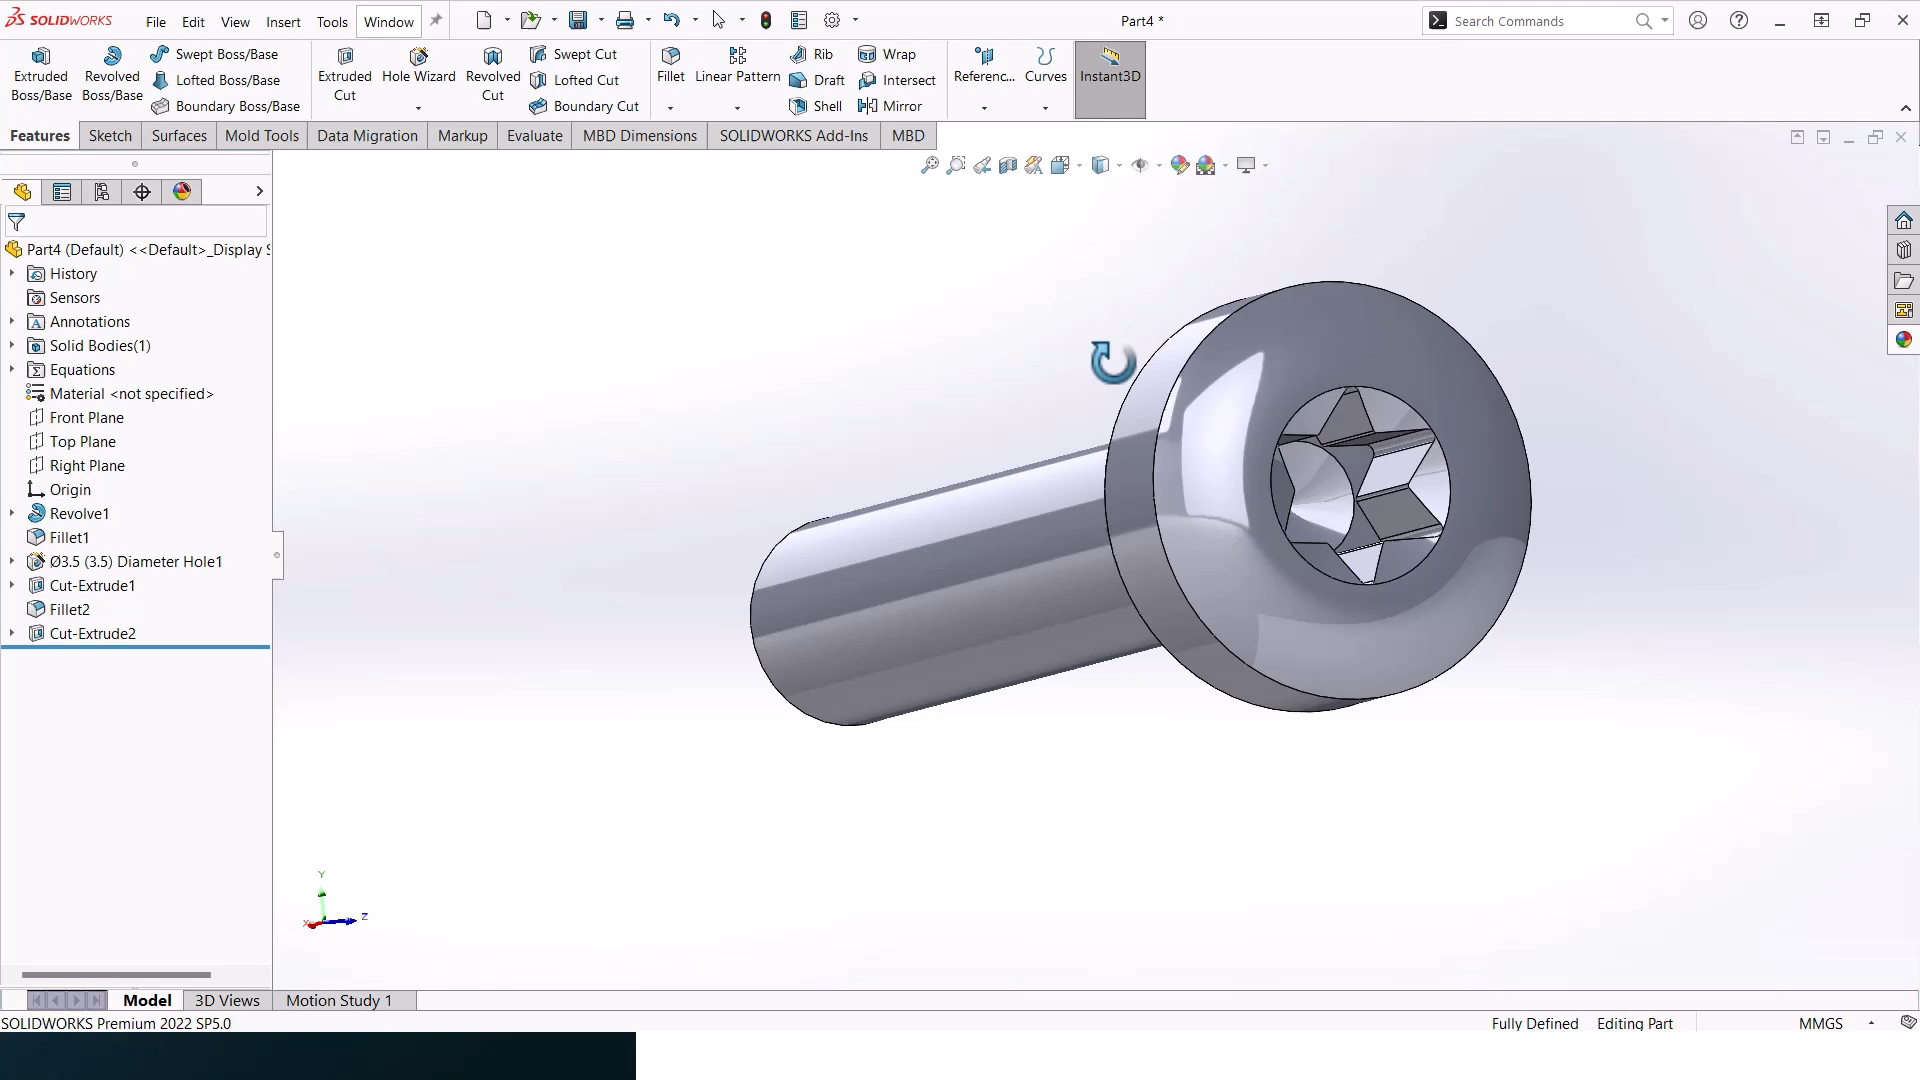 SOLIDWORKS File Edit View Insert Tools Window Part4 * Search Commands
Extruded Boss/Base
Revolved Boss/Base
Swept Boss/Base
Lofted Boss/Base
Boundary Boss/Base
Extruded Cut
Hole Wizard
Revolved Cut
Swept Cut
Lofted Cut
Boundary Cut
Fillet
Linear Pattern
Rib
Draft
Shell
Wrap
Intersect
Mirror
Referenc...
Curves
Instant3D
Features Sketch Surfaces Mold Tools Data Migration Markup Evaluate MBD Dimensions SOLIDWORKS Add-Ins MBD
Part4 (Default) <<Default>_Display S
History
Sensors
Annotations
Solid Bodies(1)
Equations
Material <not specified>
Front Plane
Top Plane
Right Plane
Origin
Revolve1
Fillet1
Ø3.5 (3.5) Diameter Hole1
Cut-Extrude1
Fillet2
Cut-Extrude2
Y
X
Z
Model 3D Views Motion Study 1
SOLIDWORKS Premium 2022 SP5.0 Fully Defined Editing Part MMGS